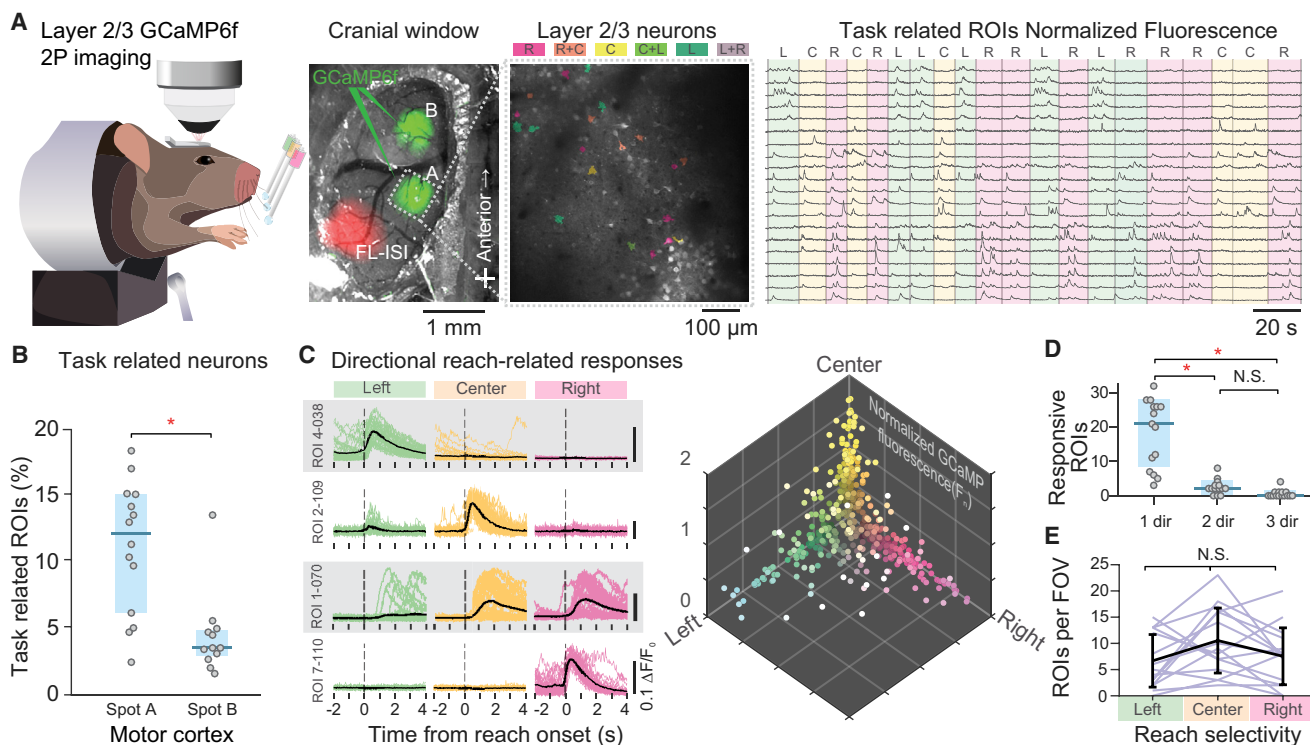 A
Layer 2/3 GCaMP6f
2P imaging
Cranial window
GCaMP6f
B
A
FL-ISI
Anterior →
1 mm
Layer 2/3 neurons
R R+C C C+L L L+R
100 µm
Task related ROIs Normalized Fluorescence
L C R C R L L C L R R L R L R R R C C R
20 s
B
Task related neurons
*
Task related ROIs (%)
20
15
10
5
0
Spot A Spot B
Motor cortex
C
Directional reach-related responses
Left Center Right
ROI 4-038
ROI 2-109
ROI 1-070
ROI 7-110
0.1 ΔF/F0
-2 0 2 4 -2 0 2 4 -2 0 2 4
Time from reach onset (s)
Center
Normalized GCaMP
fluorescence(Fn)
2
1
0
Left
Right
D
*
*
N.S.
Responsive
ROIs
30
20
10
0
1 dir 2 dir 3 dir
E
N.S.
ROIs per FOV
25
20
15
10
5
0
Left Center Right
Reach selectivity